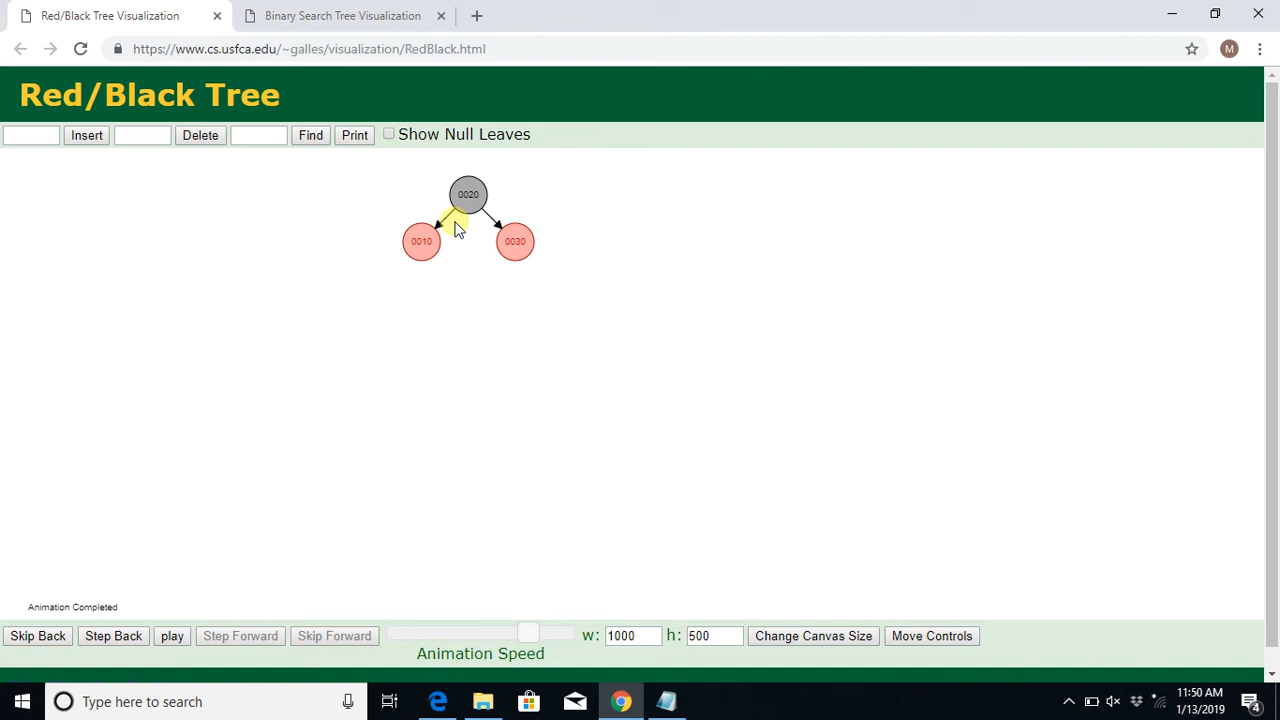 Red/Black Tree Visualization
Binary Search Tree Visualization
https://www.cs.usfca.edu/~galles/visualization/RedBlack.html
M
Red/Black Tree
Insert Delete Find Print Show Null Leaves
0020
0010 0030
Animation Completed
Skip Back Step Back play Step Forward Skip Forward w: 1000 h: 500 Change Canvas Size Move Controls
Animation Speed
Type here to search
11:50 AM
1/13/2019
4